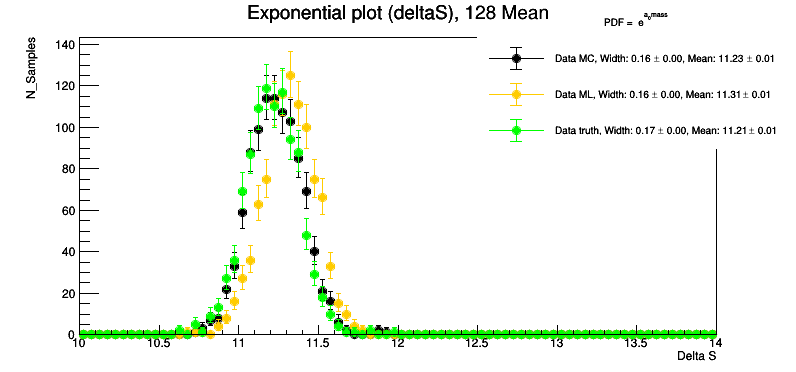 Exponential plot (deltaS), 128 Mean
PDF = e^{a_0 mass}
N_Samples
Data MC, Width: 0.16 ± 0.00, Mean: 11.23 ± 0.01
Data ML, Width: 0.16 ± 0.00, Mean: 11.31 ± 0.01
Data truth, Width: 0.17 ± 0.00, Mean: 11.21 ± 0.01
140
120
100
80
60
40
20
0
10 10.5 11 11.5 12 12.5 13 13.5 14
Delta S